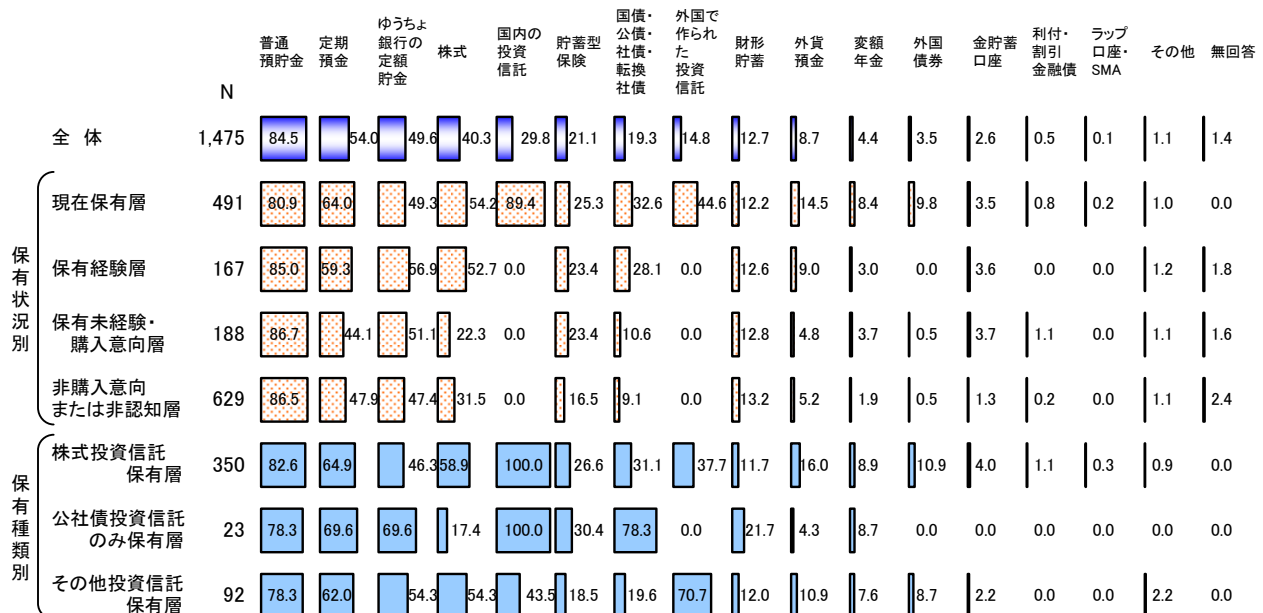 N 普通預貯金 定期預金 ゆうちょ銀行の定額貯金 株式 国内の投資信託 貯蓄型保険 国債・公債・社債・転換社債 外国で作られた投資信託 財形貯蓄 外貨預金 変額年金 外国債券 金貯蓄口座 利付・割引金融債 ラップ口座・SMA その他 無回答
全 体 1,475 84.5 54.0 49.6 40.3 29.8 21.1 19.3 14.8 12.7 8.7 4.4 3.5 2.6 0.5 0.1 1.1 1.4
保有状況別
現在保有層 491 80.9 64.0 49.3 54.2 89.4 25.3 32.6 44.6 12.2 14.5 8.4 9.8 3.5 0.8 0.2 1.0 0.0
保有経験層 167 85.0 59.3 56.9 52.7 0.0 23.4 28.1 0.0 12.6 9.0 3.0 0.0 3.6 0.0 0.0 1.2 1.8
保有未経験・
購入意向層 188 86.7 44.1 51.1 22.3 0.0 23.4 10.6 0.0 12.8 4.8 3.7 0.5 3.7 1.1 0.0 1.1 1.6
非購入意向
または非認知層 629 86.5 47.9 47.4 31.5 0.0 16.5 9.1 0.0 13.2 5.2 1.9 0.5 1.3 0.2 0.0 1.1 2.4
保有種類別
株式投資信託
保有層 350 82.6 64.9 46.3 58.9 100.0 26.6 31.1 37.7 11.7 16.0 8.9 10.9 4.0 1.1 0.3 0.9 0.0
公社債投資信託
のみ保有層 23 78.3 69.6 69.6 17.4 100.0 30.4 78.3 0.0 21.7 4.3 8.7 0.0 0.0 0.0 0.0 0.0 0.0
その他投資信託
保有層 92 78.3 62.0 54.3 54.3 43.5 18.5 19.6 70.7 12.0 10.9 7.6 8.7 2.2 0.0 0.0 2.2 0.0